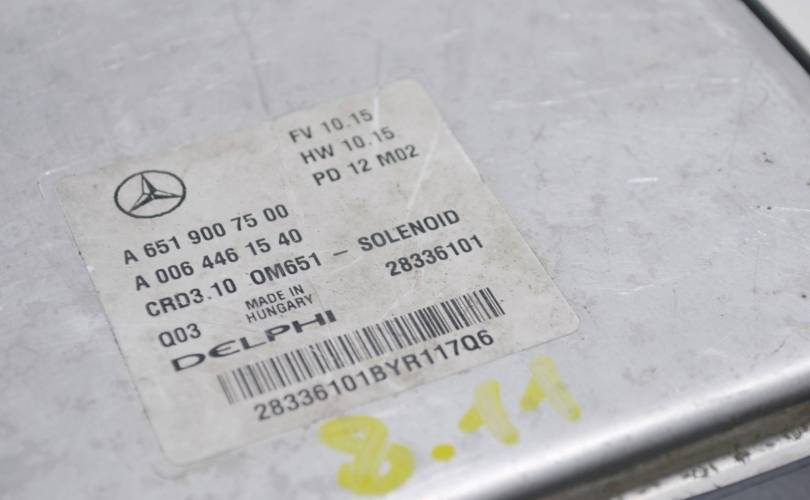 FV 10.15
HW 10.15
PD 12 M02
A 651 900 75 00
A 006 446 15 40
CRD3.10 OM651 – SOLENOID
Q03
MADE IN
HUNGARY
28336101
DELPHI
28336101BYR117Q6
8.11